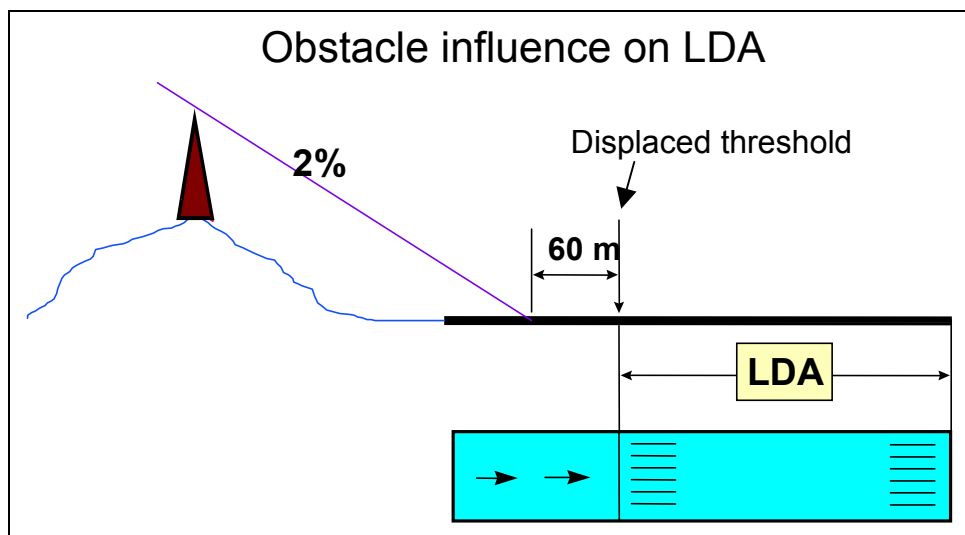 Obstacle influence on LDA
Displaced threshold
2%
60 m
LDA